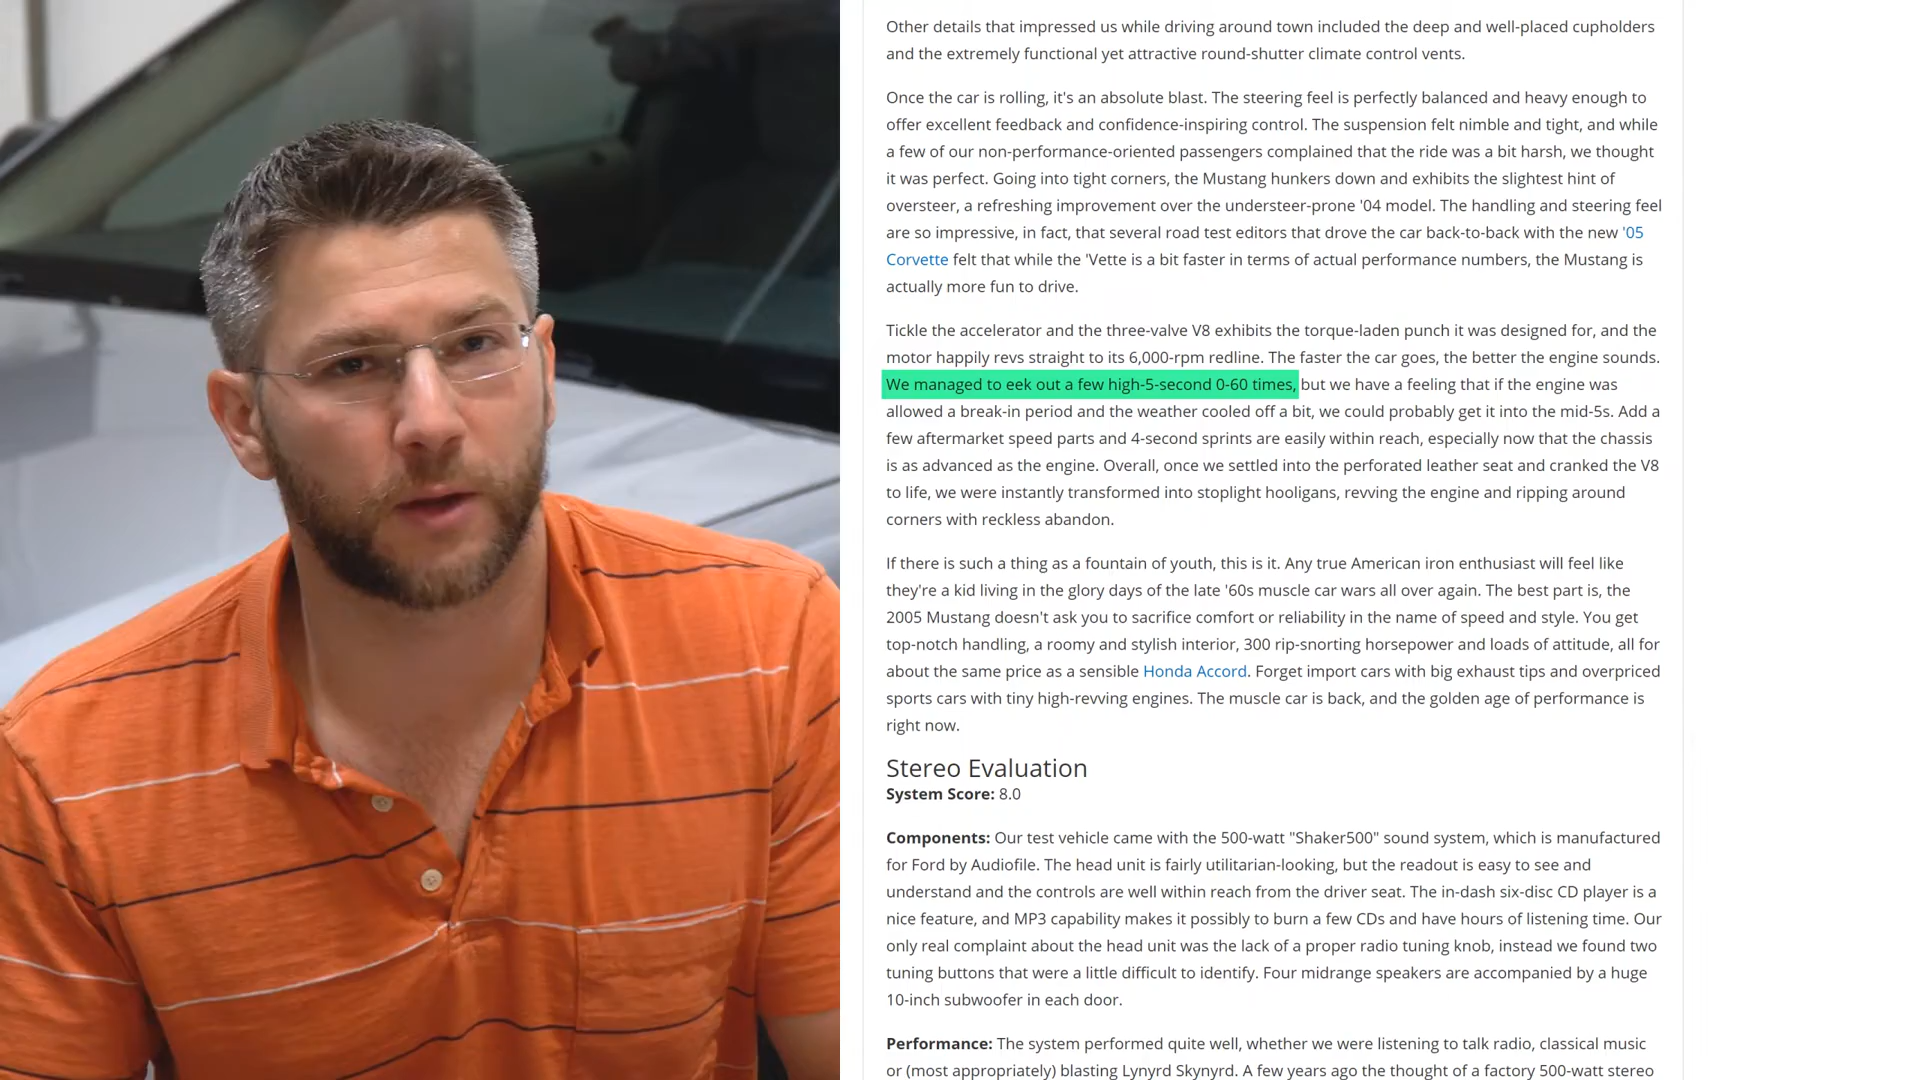 Other details that impressed us while driving around town included the deep and well-placed cupholders
and the extremely functional yet attractive round-shutter climate control vents.
Once the car is rolling, it's an absolute blast. The steering feel is perfectly balanced and heavy enough to
offer excellent feedback and confidence-inspiring control. The suspension felt nimble and tight, and while
a few of our non-performance-oriented passengers complained that the ride was a bit harsh, we thought
it was perfect. Going into tight corners, the Mustang hunkers down and exhibits the slightest hint of
oversteer, a refreshing improvement over the understeer-prone '04 model. The handling and steering feel
are so impressive, in fact, that several road test editors that drove the car back-to-back with the new '05
Corvette felt that while the 'Vette is a bit faster in terms of actual performance numbers, the Mustang is
actually more fun to drive.
Tickle the accelerator and the three-valve V8 exhibits the torque-laden punch it was designed for, and the
motor happily revs straight to its 6,000-rpm redline. The faster the car goes, the better the engine sounds.
We managed to eek out a few high-5-second 0-60 times, but we have a feeling that if the engine was
allowed a break-in period and the weather cooled off a bit, we could probably get it into the mid-5s. Add a
few aftermarket speed parts and 4-second sprints are easily within reach, especially now that the chassis
is as advanced as the engine. Overall, once we settled into the perforated leather seat and cranked the V8
to life, we were instantly transformed into stoplight hooligans, revving the engine and ripping around
corners with reckless abandon.
If there is such a thing as a fountain of youth, this is it. Any true American iron enthusiast will feel like
they're a kid living in the glory days of the late '60s muscle car wars all over again. The best part is, the
2005 Mustang doesn't ask you to sacrifice comfort or reliability in the name of speed and style. You get
top-notch handling, a roomy and stylish interior, 300 rip-snorting horsepower and loads of attitude, all for
about the same price as a sensible Honda Accord. Forget import cars with big exhaust tips and overpriced
sports cars with tiny high-revving engines. The muscle car is back, and the golden age of performance is
right now.
Stereo Evaluation
System Score: 8.0
Components: Our test vehicle came with the 500-watt "Shaker500" sound system, which is manufactured
for Ford by Audiofile. The head unit is fairly utilitarian-looking, but the readout is easy to see and
understand and the controls are well within reach from the driver seat. The in-dash six-disc CD player is a
nice feature, and MP3 capability makes it possibly to burn a few CDs and have hours of listening time. Our
only real complaint about the head unit was the lack of a proper radio tuning knob, instead we found two
tuning buttons that were a little difficult to identify. Four midrange speakers are accompanied by a huge
10-inch subwoofer in each door.
Performance: The system performed quite well, whether we were listening to talk radio, classical music
or (most appropriately) blasting Lynyrd Skynyrd. A few years ago the thought of a factory 500-watt stereo